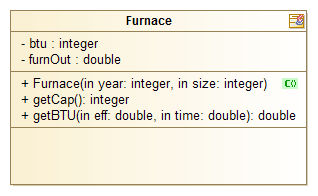 Furnace
- btu : integer
- furnOut : double
+ Furnace(in year: integer, in size: integer)
+ getCap(): integer
+ getBTU(in eff: double, in time: double): double